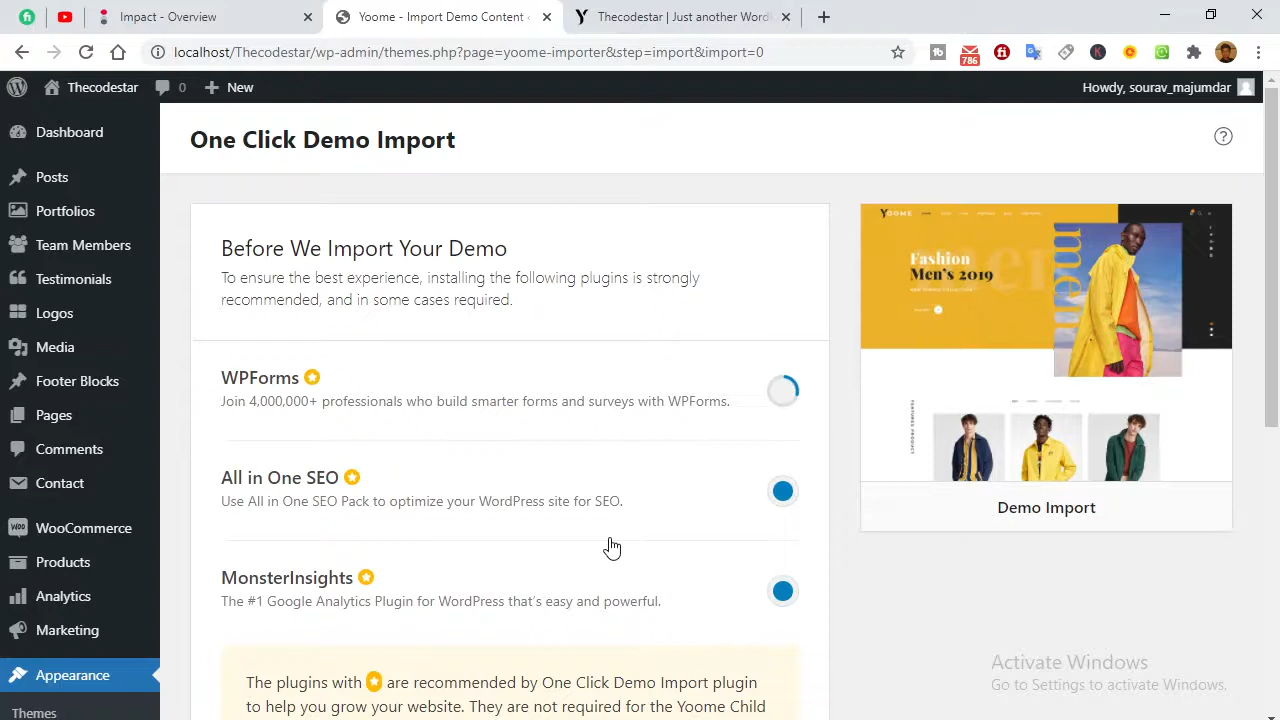 Impact - Overview
Yoome - Import Demo Content
Thecodestar | Just another Word
localhost/Thecodestar/wp-admin/themes.php?page=yoome-importer&step=import&import=0
786
Thecodestar
0
New
Howdy, sourav_majumdar
Dashboard
Posts
Portfolios
Team Members
Testimonials
Logos
Media
Footer Blocks
Pages
Comments
Contact
WooCommerce
Products
Analytics
Marketing
Appearance
Themes
One Click Demo Import
Before We Import Your Demo
To ensure the best experience, installing the following plugins is strongly
recommended, and in some cases required.
WPForms
Join 4,000,000+ professionals who build smarter forms and surveys with WPForms.
All in One SEO
Use All in One SEO Pack to optimize your WordPress site for SEO.
MonsterInsights
The #1 Google Analytics Plugin for WordPress that's easy and powerful.
The plugins with are recommended by One Click Demo Import plugin
to help you grow your website. They are not required for the Yoome Child
YOOME
Fashion
Men's 2019
men
FEATURED PRODUCT
Demo Import
Activate Windows
Go to Settings to activate Windows.